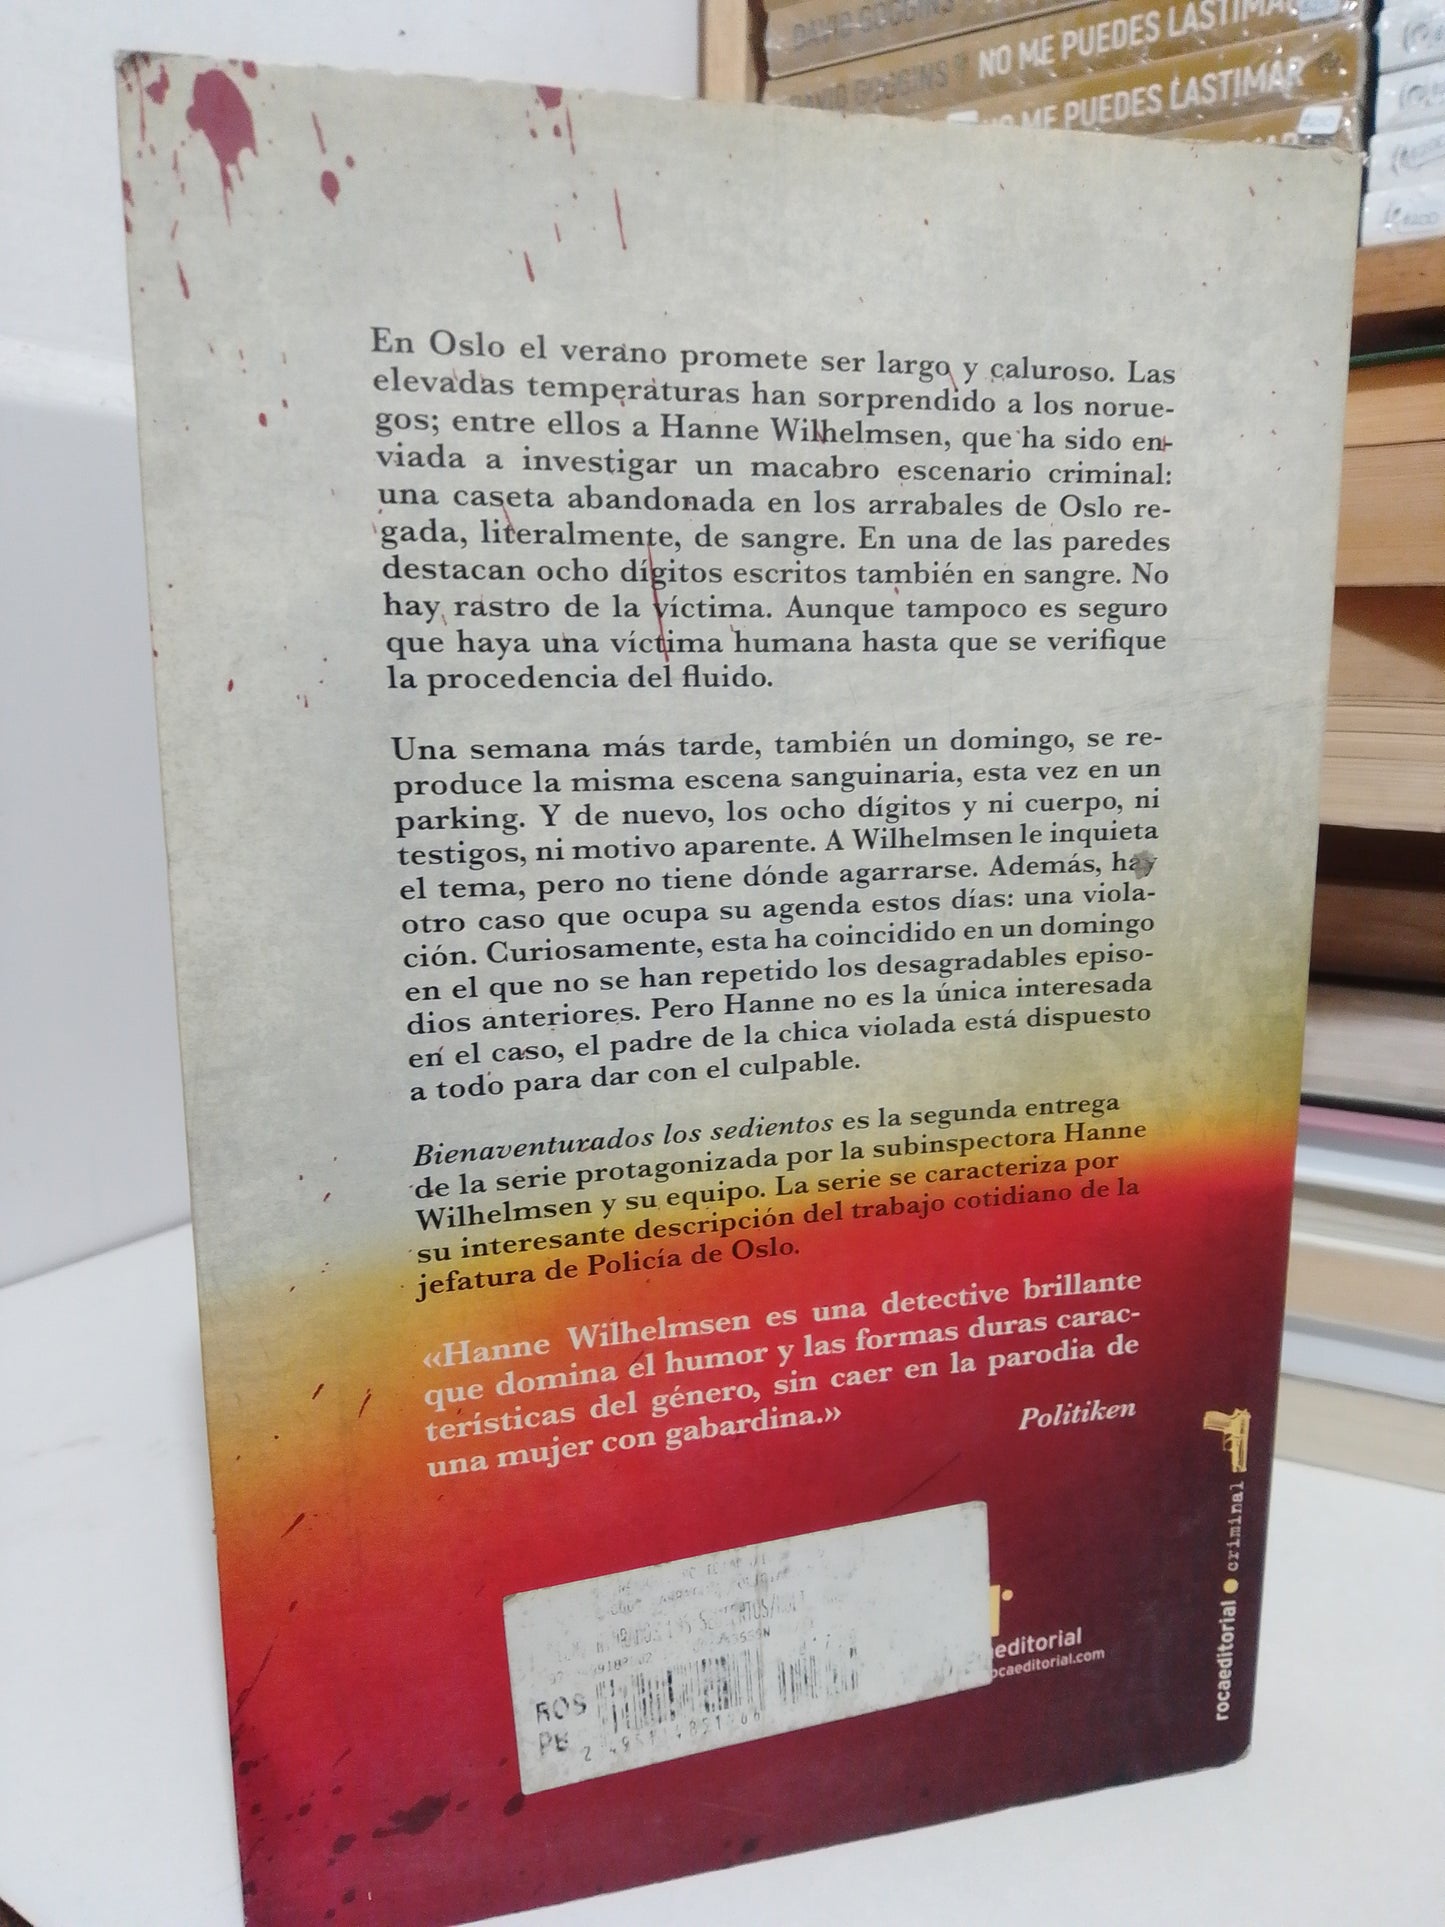 DAVID GOGGINS
NO ME PUEDES LASTIMAR
DAVID GOGGINS
NO ME PUEDES LASTIMAR
En Oslo el verano promete ser largo y caluroso. Las
elevadas temperaturas han sorprendido a los norue-
gos; entre ellos a Hanne Wilhelmsen, que ha sido en-
viada a investigar un macabro escenario criminal:
una caseta abandonada en los arrabales de Oslo re-
gada, literalmente, de sangre. En una de las paredes
destacan ocho dígitos escritos también en sangre. No
hay rastro de la víctima. Aunque tampoco es seguro
que haya una víctima humana hasta que se verifique
la procedencia del fluido.
Una semana más tarde, también un domingo, se re-
produce la misma escena sanguinaria, esta vez en un
parking. Y de nuevo, los ocho dígitos y ni cuerpo, ni
testigos, ni motivo aparente. A Wilhelmsen le inquieta
el tema, pero no tiene dónde agarrarse. Además, hay
otro caso que ocupa su agenda estos días: una viola-
ción. Curiosamente, esta ha coincidido en un domingo
en el que no se han repetido los desagradables episo-
dios anteriores. Pero Hanne no es la única interesada
en el caso, el padre de la chica violada está dispuesto
a todo para dar con el culpable.
Bienaventurados los sedientos es la segunda entrega
de la serie protagonizada por la subinspectora Hanne
Wilhelmsen y su equipo. La serie se caracteriza por
su interesante descripción del trabajo cotidiano de la
jefatura de Policía de Oslo.
«Hanne Wilhelmsen es una detective brillante
que domina el humor y las formas duras carac-
terísticas del género, sin caer en la parodia de
una mujer con gabardina.»
Politiken
editorial
ocaeditorial.com
ROS
PE
rocaeditorial criminal